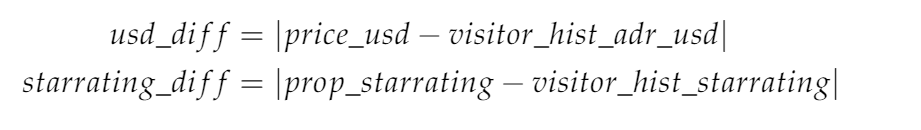 usd_diff = |price_usd − visitor_hist_adr_usd|
starrating_diff = |prop_starrating − visitor_hist_starrating|